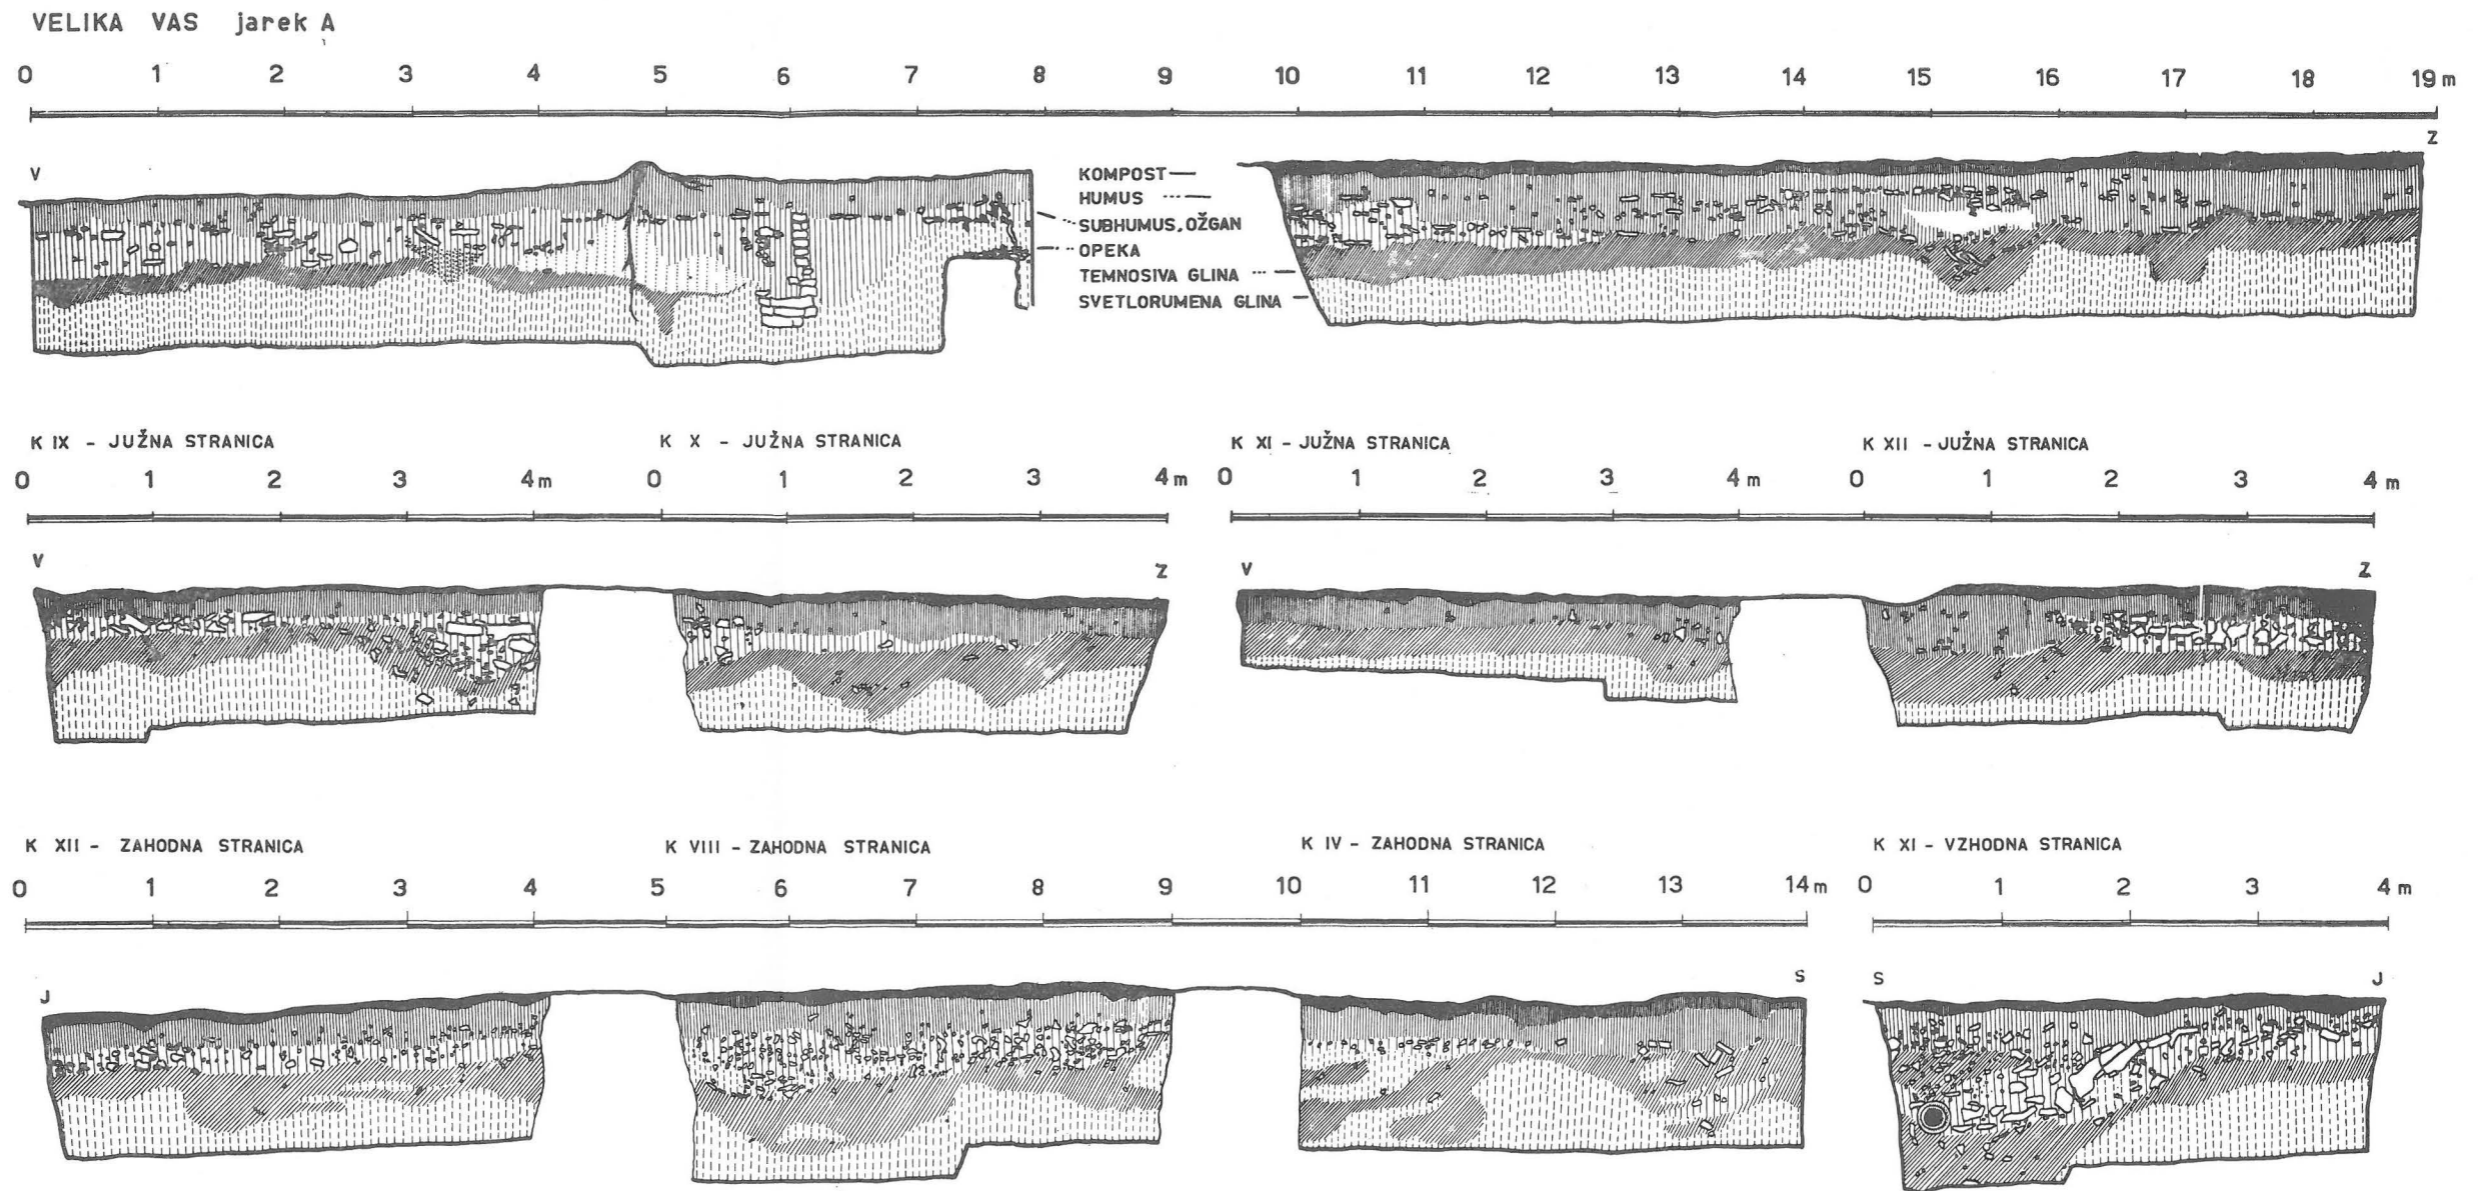 VELIKA VAS jarek A
0 1 2 3 4 5 6 7 8 9 10 11 12 13 14 15 16 17 18 19 m
V Z
KOMPOST
HUMUS
SUBHUMUS, OŽGAN
OPEKA
TEMNOSIVA GLINA
SVETLORUMENA GLINA
K IX - JUŽNA STRANICA K X - JUŽNA STRANICA K XI - JUŽNA STRANICA K XII - JUŽNA STRANICA
0 1 2 3 4 m 0 1 2 3 4 m 0 1 2 3 4 m 0 1 2 3 4 m
V Z V Z
K XII - ZAHODNA STRANICA K VIII - ZAHODNA STRANICA K IV - ZAHODNA STRANICA K XI - VZHODNA STRANICA
0 1 2 3 4 5 6 7 8 9 10 11 12 13 14 m 0 1 2 3 4 m
J S S J